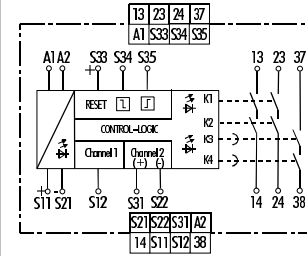 13 23 24 37
A1 S33 S34 S35
A1 A2 S33 S34 S35 13 23 37
+
RESET
K1
CONTROL-LOGIC
K2
Channel 1 Channel 2
K3
(+) (-)
K4
+ -
S11 S21 S12 S31 S22 14 24 38
S21 S22 S31 A2
14 S11 S12 38